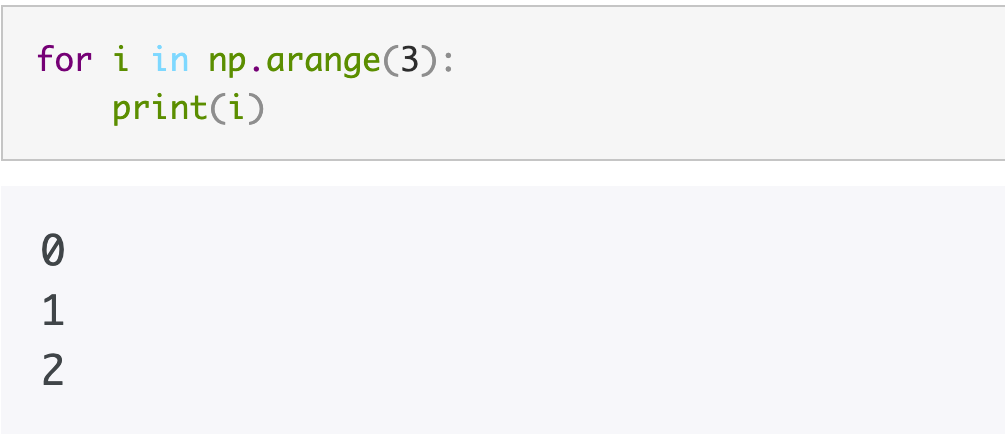 for i in np.arange(3):
    print(i)
0
1
2